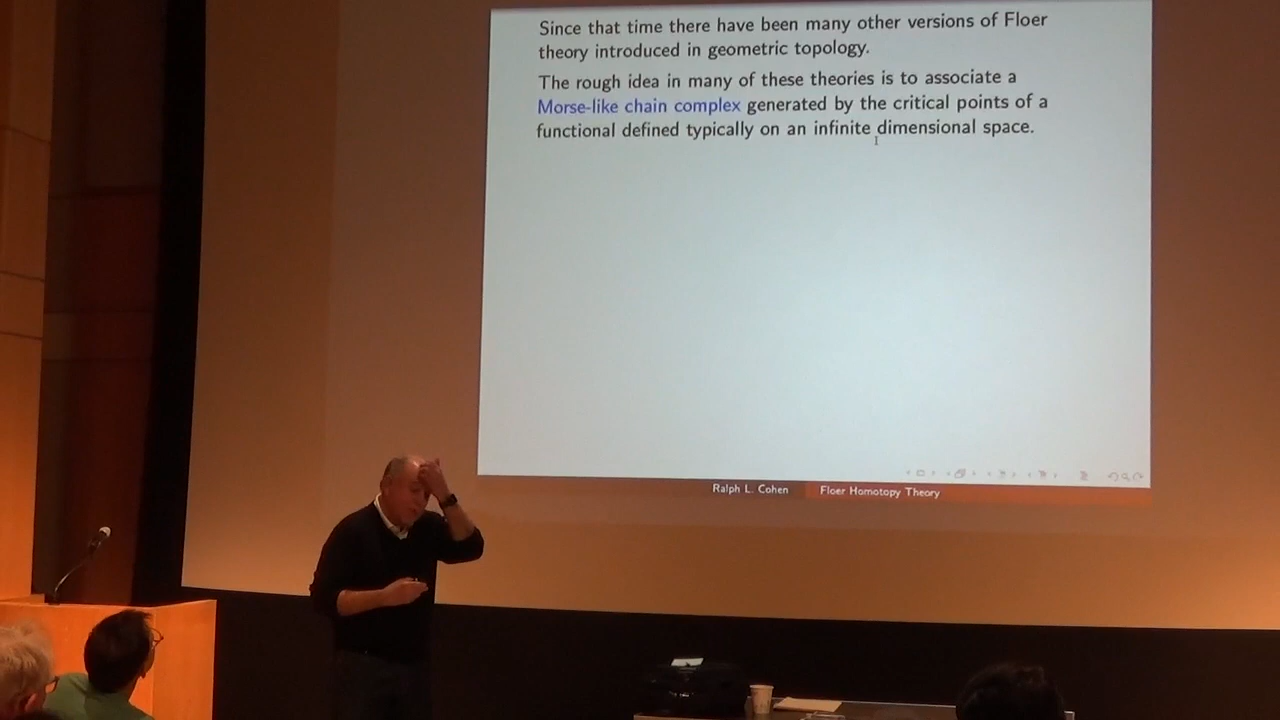 Since that time there have been many other versions of Floer
theory introduced in geometric topology.
The rough idea in many of these theories is to associate a
Morse-like chain complex generated by the critical points of a
functional defined typically on an infinite dimensional space.
Ralph L. Cohen Floer Homotopy Theory